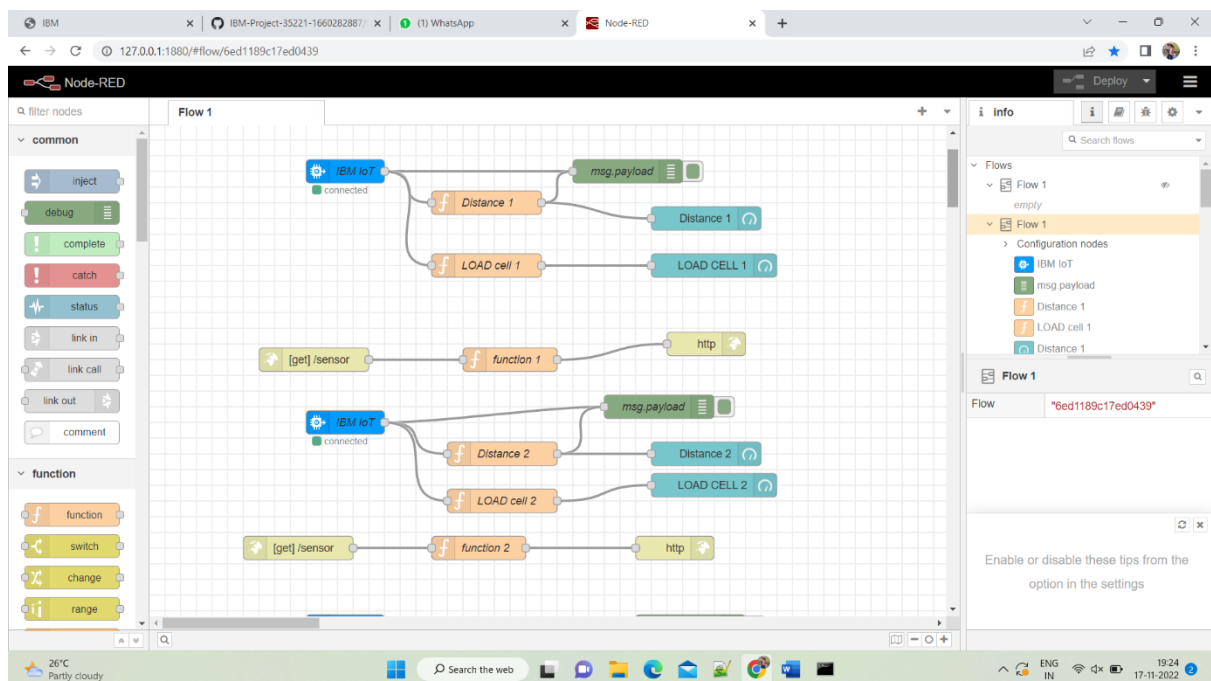 IBM
IBM-Project-35221-1660282887/
(1) WhatsApp
Node-RED
127.0.0.1:1880/#flow/6ed1189c17ed0439
Node-RED
Deploy
filter nodes
common
inject
debug
complete
catch
status
link in
link call
link out
comment
function
function
switch
change
range
Flow 1
IBM IoT
connected
msg.payload
Distance 1
Distance 1
LOAD cell 1
LOAD CELL 1
[get] /sensor
function 1
http
IBM IoT
connected
msg.payload
Distance 2
Distance 2
LOAD cell 2
LOAD CELL 2
[get] /sensor
function 2
http
i info
Search flows
Flows
Flow 1
empty
Flow 1
Configuration nodes
IBM IoT
msg.payload
Distance 1
LOAD cell 1
Distance 1
Flow 1
Flow "6ed1189c17ed0439"
Enable or disable these tips from the
option in the settings
26°C
Partly cloudy
Search the web
ENG
IN
19:24
17-11-2022
2